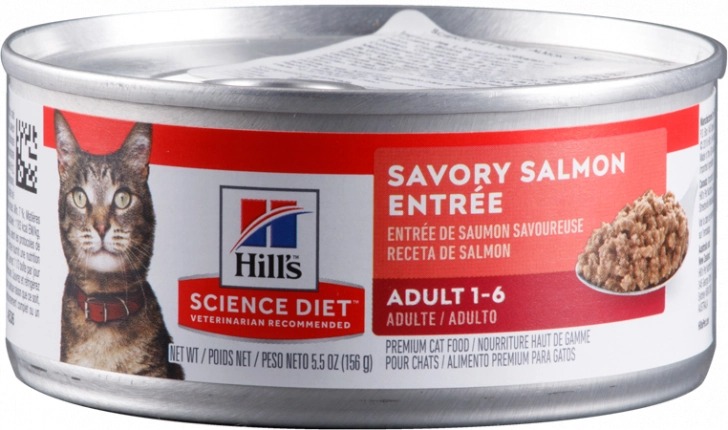 Hill's
SCIENCE DIET™
VETERINARIAN RECOMMENDED
SAVORY SALMON
ENTRÉE
ENTRÉE DE SAUMON SAVOUREUSE
RECETA DE SALMON
ADULT 1-6
ADULTE / ADULTO
NET WT / POIDS NET / PESO NETO 5.5 OZ (156 g)
PREMIUM CAT FOOD / NOURRITURE HAUT DE GAMME
POUR CHATS / ALIMENTO PREMIUM PARA GATOS